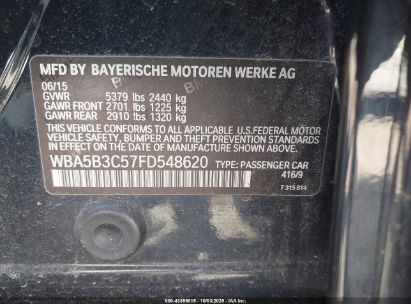 MFD BY BAYERISCHE MOTOREN WERKE AG
06/15
GVWR 5379 lbs 2440 kg
GAWR FRONT 2701 lbs 1225 kg
GAWR REAR 2910 lbs 1320 kg
THIS VEHICLE CONFORMS TO ALL APPLICABLE U.S.FEDERAL MOTOR
VEHICLE SAFETY, BUMPER AND THEFT PREVENTION STANDARDS
IN EFFECT ON THE DATE OF MANUFACTURE SHOWN ABOVE.
WBA5B3C57FD548620 TYPE: PASSENGER CAR
416/9
7 315 814